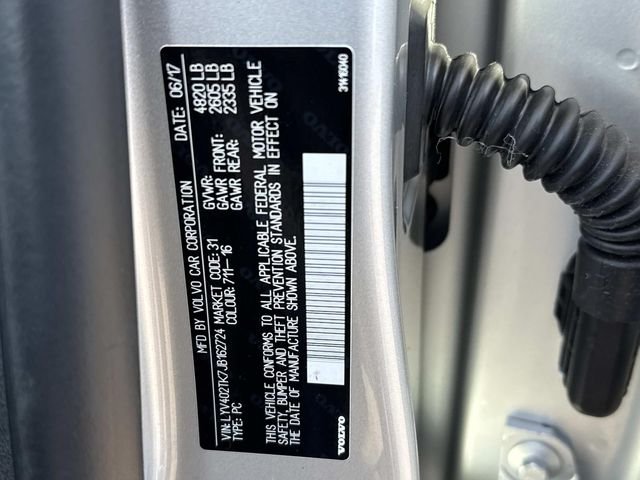 MFD BY VOLVO CAR CORPORATION DATE: 06/17
VIN: LYV402TK7JB162724 MARKET CODE: 31 GVWR: 4820 LB
TYPE: PC COLOUR: 711-16 GAWR FRONT: 2605 LB
GAWR REAR: 2335 LB
THIS VEHICLE CONFORMS TO ALL APPLICABLE FEDERAL MOTOR VEHICLE
SAFETY, BUMPER AND THEFT PREVENTION STANDARDS IN EFFECT ON
THE DATE OF MANUFACTURE SHOWN ABOVE.
VOLVO 31416040